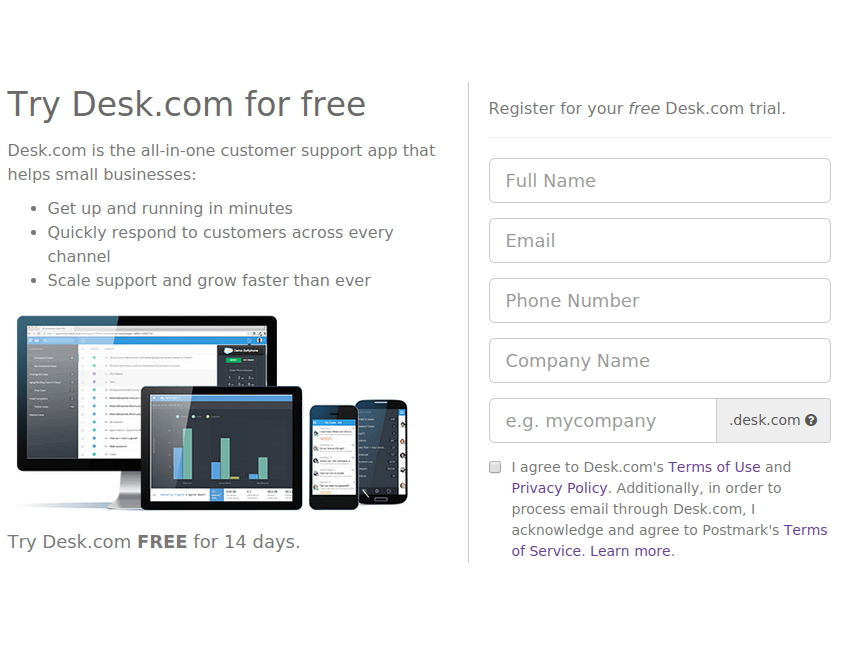 Try Desk.com for free
Desk.com is the all-in-one customer support app that
helps small businesses:
Get up and running in minutes
Quickly respond to customers across every
channel
Scale support and grow faster than ever
Try Desk.com FREE for 14 days.
Register for your free Desk.com trial.
Full Name
Email
Phone Number
Company Name
e.g. mycompany
.desk.com
I agree to Desk.com's Terms of Use and
Privacy Policy. Additionally, in order to
process email through Desk.com, I
acknowledge and agree to Postmark's Terms
of Service. Learn more.